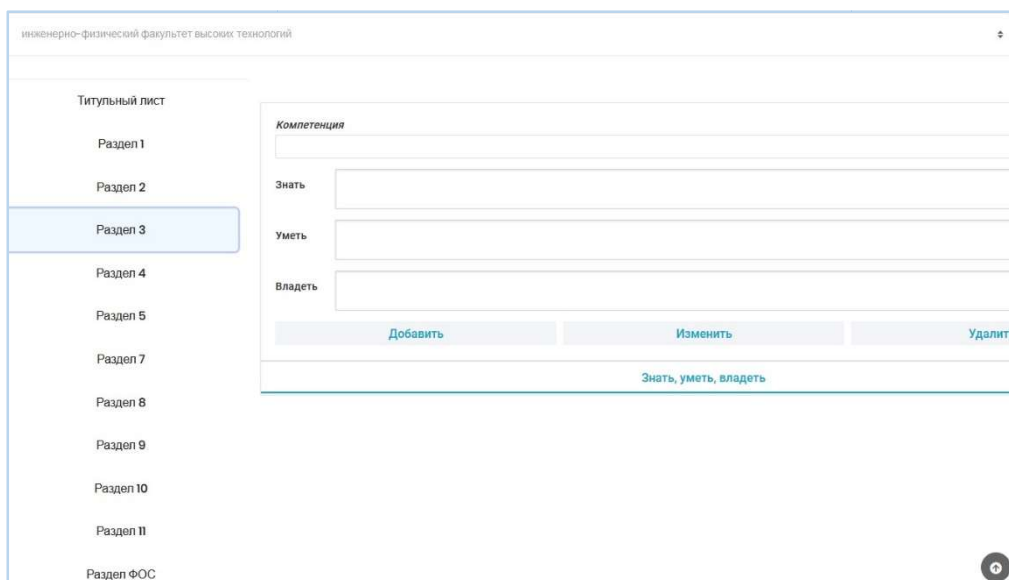 инженерно-физический факультет высоких технологий
Титульный лист
Раздел 1
Раздел 2
Раздел 3
Раздел 4
Раздел 5
Раздел 7
Раздел 8
Раздел 9
Раздел 10
Раздел 11
Раздел ФОС
Компетенция
Знать
Уметь
Владеть
Добавить Изменить Удалит
Знать, уметь, владеть